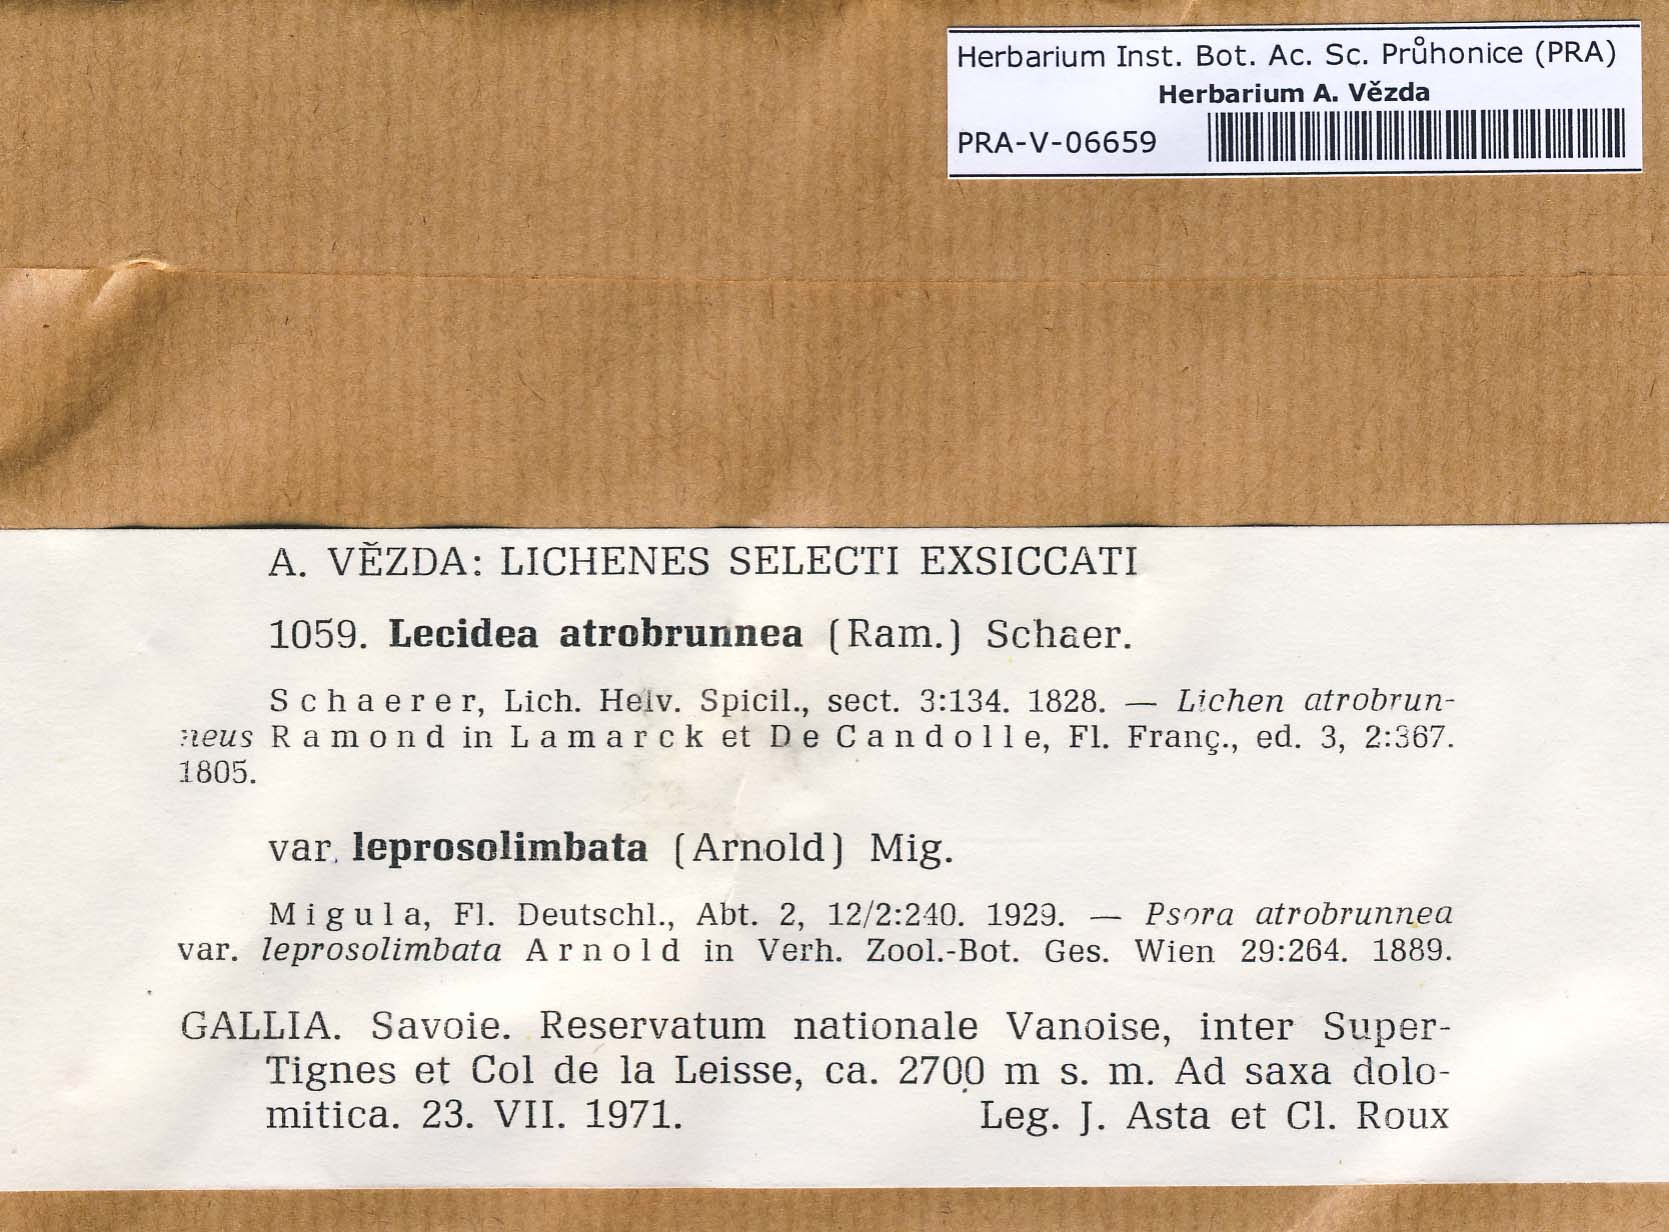 Herbarium Inst. Bot. Ac. Sc. Průhonice (PRA)
Herbarium A. Vězda
PRA-V-06659
A. VĚZDA: LICHENES SELECTI EXSICCATI
1059. Lecidea atrobrunnea (Ram.) Schaer.
Schaerer, Lich. Helv. Spicil., sect. 3:134. 1828. — Lichen atrobrun-
neus Ramond in Lamarck et De Candolle, Fl. Franç., ed. 3, 2:367.
1805.
var. leprosolimbata (Arnold) Mig.
Migula, Fl. Deutschl., Abt. 2, 12/2:240. 1929. — Psora atrobrunnea
var. leprosolimbata Arnold in Verh. Zool.-Bot. Ges. Wien 29:264. 1889.
GALLIA. Savoie. Reservatum nationale Vanoise, inter Super-
Tignes et Col de la Leisse, ca. 2700 m s. m. Ad saxa dolo-
mitica. 23. VII. 1971. Leg. J. Asta et Cl. Roux